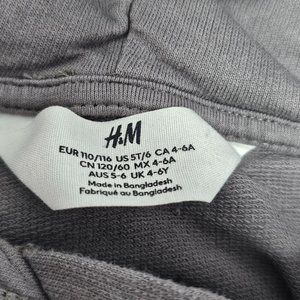 H&M
EUR 110/116 US 5T/6 CA 4-6A
CN 120/60 MX 4-6A
AUS 5-6 UK 4-6Y
Made in Bangladesh
Fabriqué au Bangladesh